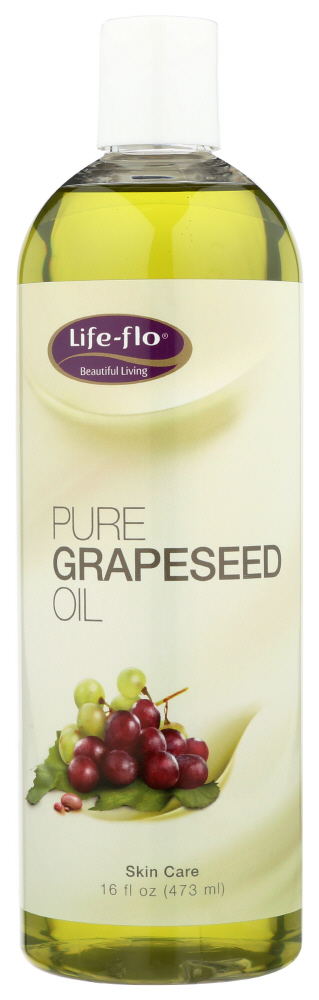 Life-flo®
Beautiful Living
PURE
GRAPESEED
OIL
Skin Care
16 fl oz (473 ml)